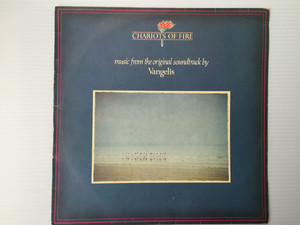 CHARIOTS OF FIRE
music from the original soundtrack by
Vangelis